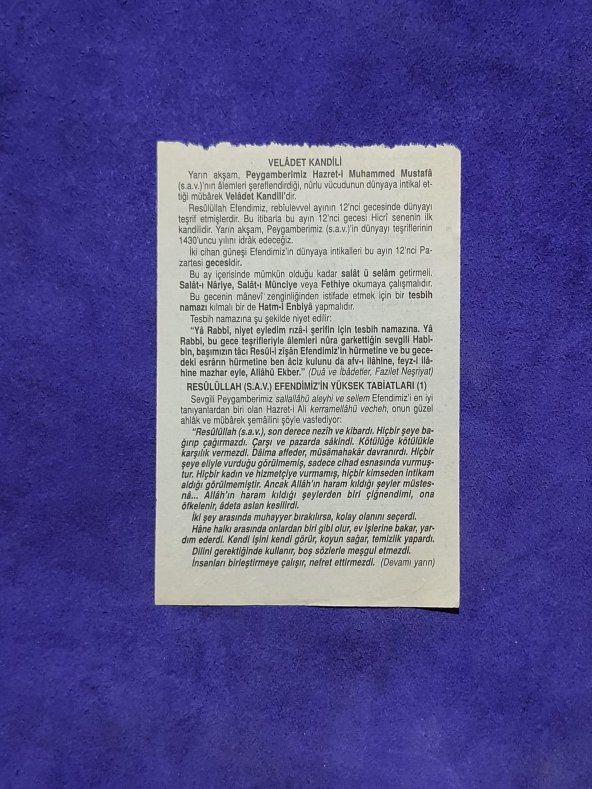 VELÂDET KANDİLİ
Yarın akşam, Peygamberimiz Hazret-i Muhammed Mustafâ
(s.a.v.)'nın âlemleri şereflendirdiği, nûrlu vücudunun dünyaya intikal et-
tiği mübârek Velâdet Kandili'dir.
Resûlüllah Efendimiz, rebîulevvel ayının 12'nci gecesinde dünyayı
teşrif etmişlerdir. Bu itibarla bu ayın 12'nci gecesi Hicrî senenin ilk
kandilidir. Yarın akşam, Peygamberimiz (s.a.v.)'in dünyayı teşriflerinin
1430'uncu yılını idrâk edeceğiz.
İki cihan güneşi Efendimiz'in dünyaya intikalleri bu ayın 12'nci Pa-
zartesi gecesidir.
Bu ay içerisinde mümkün olduğu kadar salât ü selâm getirmeli,
Salât-ı Nâriye, Salât-ı Münciye veya Fethiye okumaya çalışmalıdır.
Bu gecenin mânevî zenginliğinden istifade etmek için bir tesbih
namazı kılmalı bir de Hatm-i Enbiyâ yapmalıdır.
Tesbih namazına şu şekilde niyet edilir:
"Yâ Rabbi, niyet eyledim rızâ-i şerifin için tesbih namazına. Yâ
Rabbi, bu gece teşrifleriyle âlemleri nûra garkettiğin sevgili Habî-
bin, başımızın tâcı Resûl-i zîşân Efendimiz'in hürmetine ve bu gece-
deki esrârın hürmetine ben âciz kulunu da afv-ı ilâhine, feyz-i ilâ-
hine mazhar eyle, Allâhü Ekber." (Duâ ve İbâdetler, Fazilet Neşriyat)
RESÛLÜLLAH (S.A.V.) EFENDİMİZ'İN YÜKSEK TABİATLARI (1)
Sevgili Peygamberimiz sallallâhü aleyhi ve sellem Efendimiz'i en iyi
tanıyanlardan biri olan Hazret-i Ali kerremallâhü vecheh, onun güzel
ahlâk ve mübârek şemâilini şöyle vasfediyor:
"Resûlüllah (s.a.v.), son derece nezih ve kibardı. Hiçbir şeye ba-
ğırıp çağırmazdı. Çarşı ve pazarda sâkindi. Kötülüğe kötülükle
karşılık vermezdi. Dâima affeder, müsâmahakâr davranırdı. Hiçbir
şeye eliyle vurduğu görülmemiş, sadece cihad esnasında vurmuş-
tur. Hiçbir kadın ve hizmetçiye vurmamış, hiçbir kimseden intikam
aldığı görülmemiştir. Ancak Allâh'ın haram kıldığı şeyler müstes-
nâ... Allâh'ın haram kıldığı şeylerden biri çiğnendimi, ona
öfkelenir, âdeta aslan kesilirdi.
İki şey arasında muhayyer bırakılırsa, kolay olanını seçerdi.
Hâne halkı arasında onlardan biri gibi olur, ev işlerine bakar, yar-
dım ederdi. Kendi işini kendi görür, koyun sağar, temizlik yapardı.
Dilini gerektiğinde kullanır, boş sözlerle meşgul etmezdi.
İnsanları birleştirmeye çalışır, nefret ettirmezdi. (Devamı yarın)